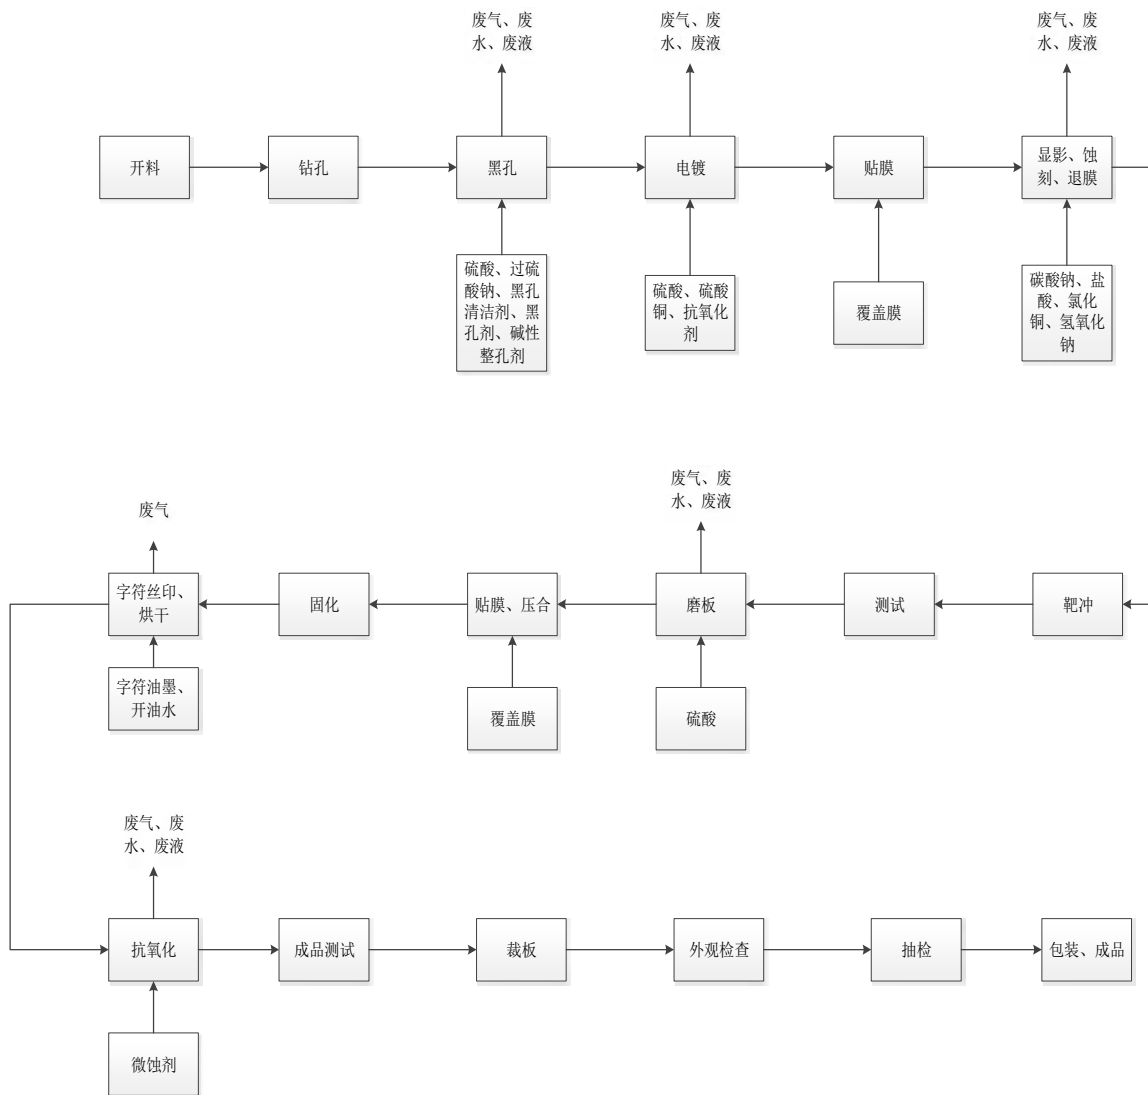 废气、废
水、废液
废气、废
水、废液
废气、废
水、废液
开料
钻孔
黑孔
电镀
贴膜
显影、蚀
刻、退膜
硫酸、过硫
酸钠、黑孔
清洁剂、黑
孔剂、碱性
整孔剂
硫酸、硫酸
铜、抗氧化
剂
覆盖膜
碳酸钠、盐
酸、氯化
铜、氢氧化
钠
废气
废气、废
水、废液
字符丝印、
烘干
固化
贴膜、压合
磨板
测试
靶冲
字符油墨、
开油水
覆盖膜
硫酸
废气、废
水、废液
抗氧化
成品测试
裁板
外观检查
抽检
包装、成品
微蚀剂